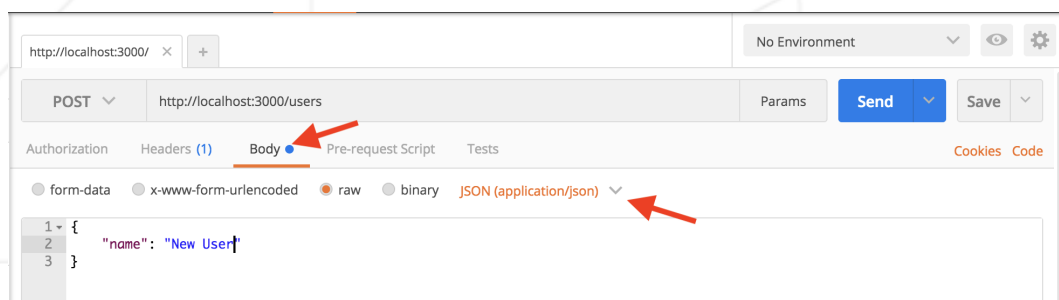 http://localhost:3000/ × +
No Environment
POST http://localhost:3000/users Params Send Save
Authorization Headers (1) Body Pre-request Script Tests Cookies Code
form-data x-www-form-urlencoded raw binary JSON (application/json)
1 {
2 "name": "New User"
3 }